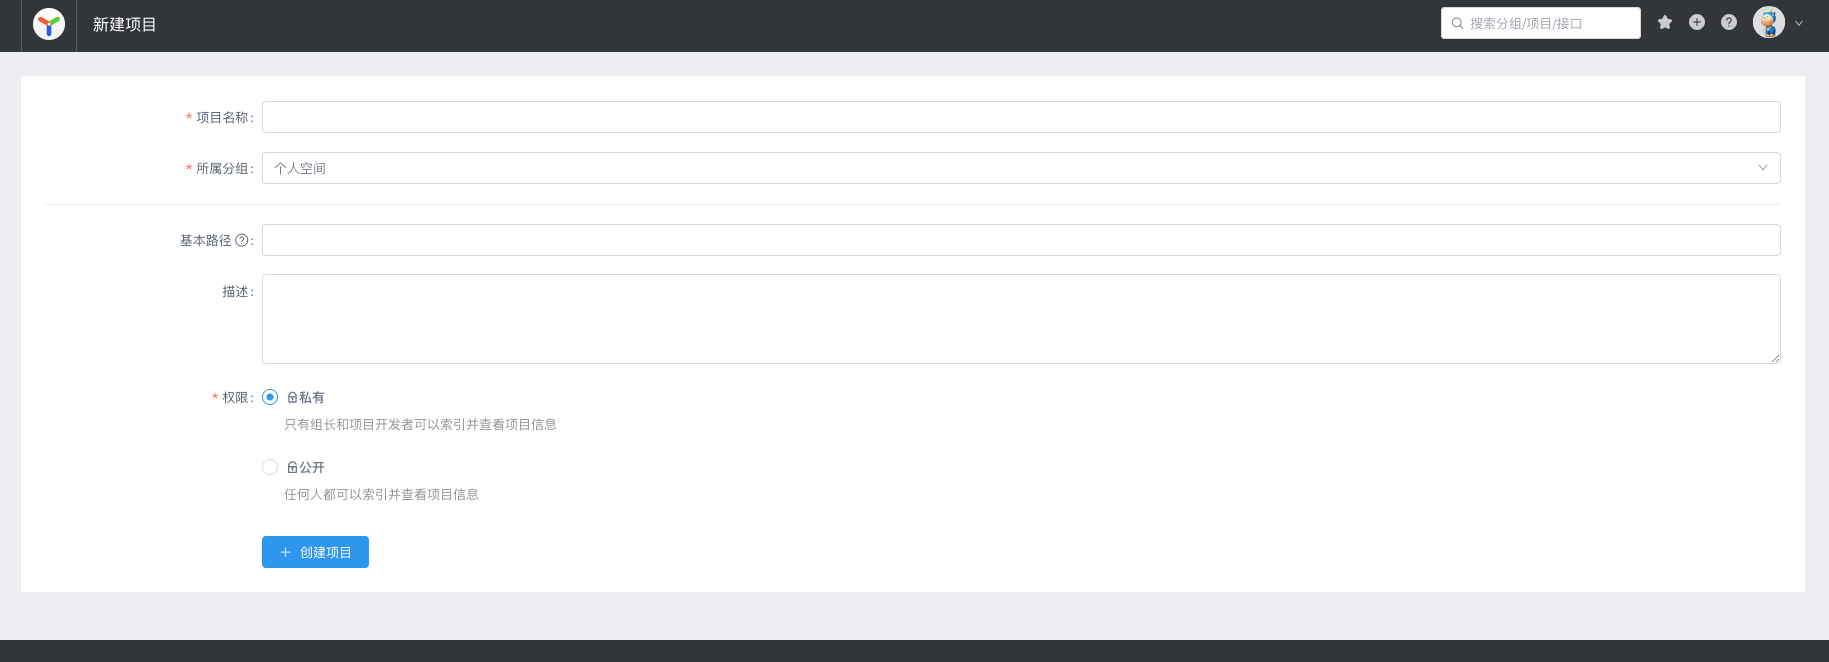 新建项目
搜索分组/项目/接口
* 项目名称:
* 所属分组: 个人空间
基本路径 ?:
描述:
* 权限: 私有
只有组长和项目开发者可以索引并查看项目信息
公开
任何人都可以索引并查看项目信息
+ 创建项目